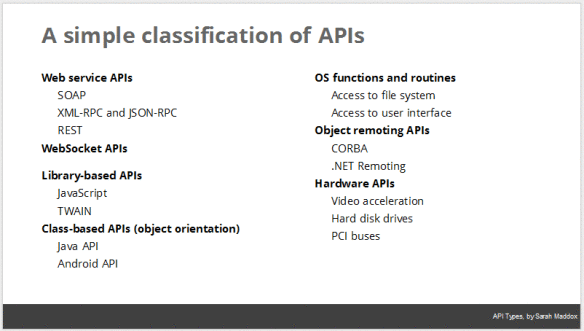 A simple classification of APIs
Web service APIs
SOAP
XML-RPC and JSON-RPC
REST
WebSocket APIs
Library-based APIs
JavaScript
TWAIN
Class-based APIs (object orientation)
Java API
Android API
OS functions and routines
Access to file system
Access to user interface
Object remoting APIs
CORBA
.NET Remoting
Hardware APIs
Video acceleration
Hard disk drives
PCI buses
API Types, by Sarah Maddox